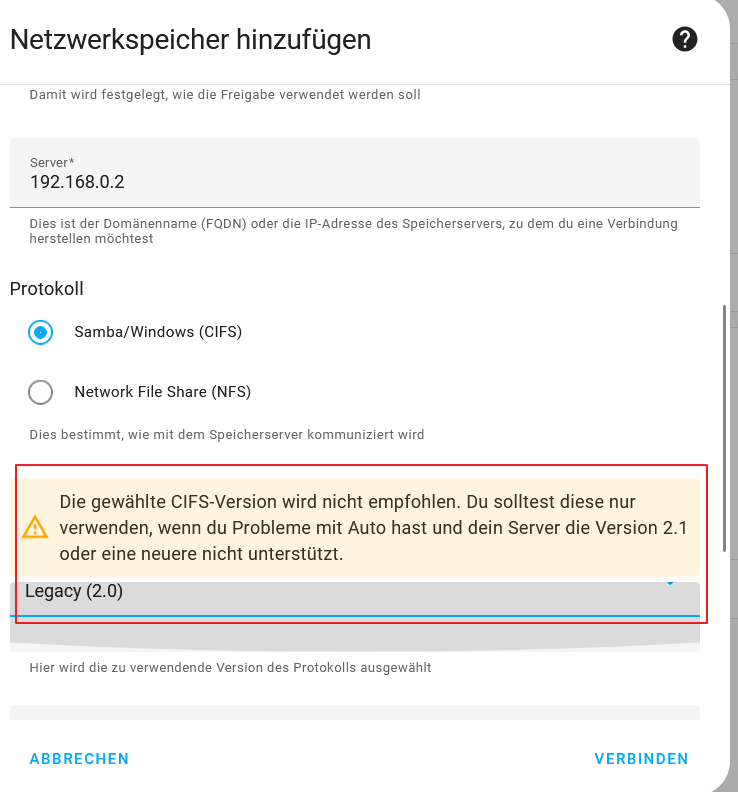 Netzwerkspeicher hinzufügen
Damit wird festgelegt, wie die Freigabe verwendet werden soll
Server*
192.168.0.2
Dies ist der Domänenname (FQDN) oder die IP-Adresse des Speicherservers, zu dem du eine Verbindung
herstellen möchtest
Protokoll
Samba/Windows (CIFS)
Network File Share (NFS)
Dies bestimmt, wie mit dem Speicherserver kommuniziert wird
Die gewählte CIFS-Version wird nicht empfohlen. Du solltest diese nur
verwenden, wenn du Probleme mit Auto hast und dein Server die Version 2.1
oder eine neuere nicht unterstützt.
Legacy (2.0)
Hier wird die zu verwendende Version des Protokolls ausgewählt
ABBRECHEN
VERBINDEN